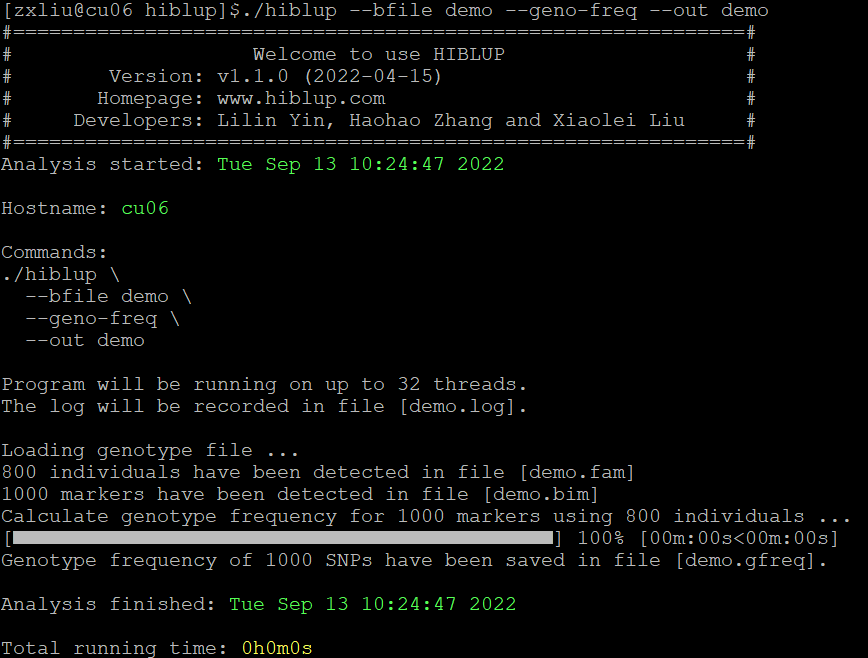 [zxliu@cu06 hiblup]$./hiblup --bfile demo --geno-freq --out demo
#=============================================================#
#                    Welcome to use HIBLUP                    #
#        Version: v1.1.0 (2022-04-15)                         #
#       Homepage: www.hiblup.com                              #
#     Developers: Lilin Yin, Haohao Zhang and Xiaolei Liu     #
#=============================================================#
Analysis started: Tue Sep 13 10:24:47 2022
Hostname: cu06
Commands:
./hiblup \
  --bfile demo \
  --geno-freq \
  --out demo
Program will be running on up to 32 threads.
The log will be recorded in file [demo.log].
Loading genotype file ...
800 individuals have been detected in file [demo.fam]
1000 markers have been detected in file [demo.bim]
Calculate genotype frequency for 1000 markers using 800 individuals ...
[                                             ] 100% [00m:00s<00m:00s]
Genotype frequency of 1000 SNPs have been saved in file [demo.gfreq].
Analysis finished: Tue Sep 13 10:24:47 2022
Total running time: 0h0m0s